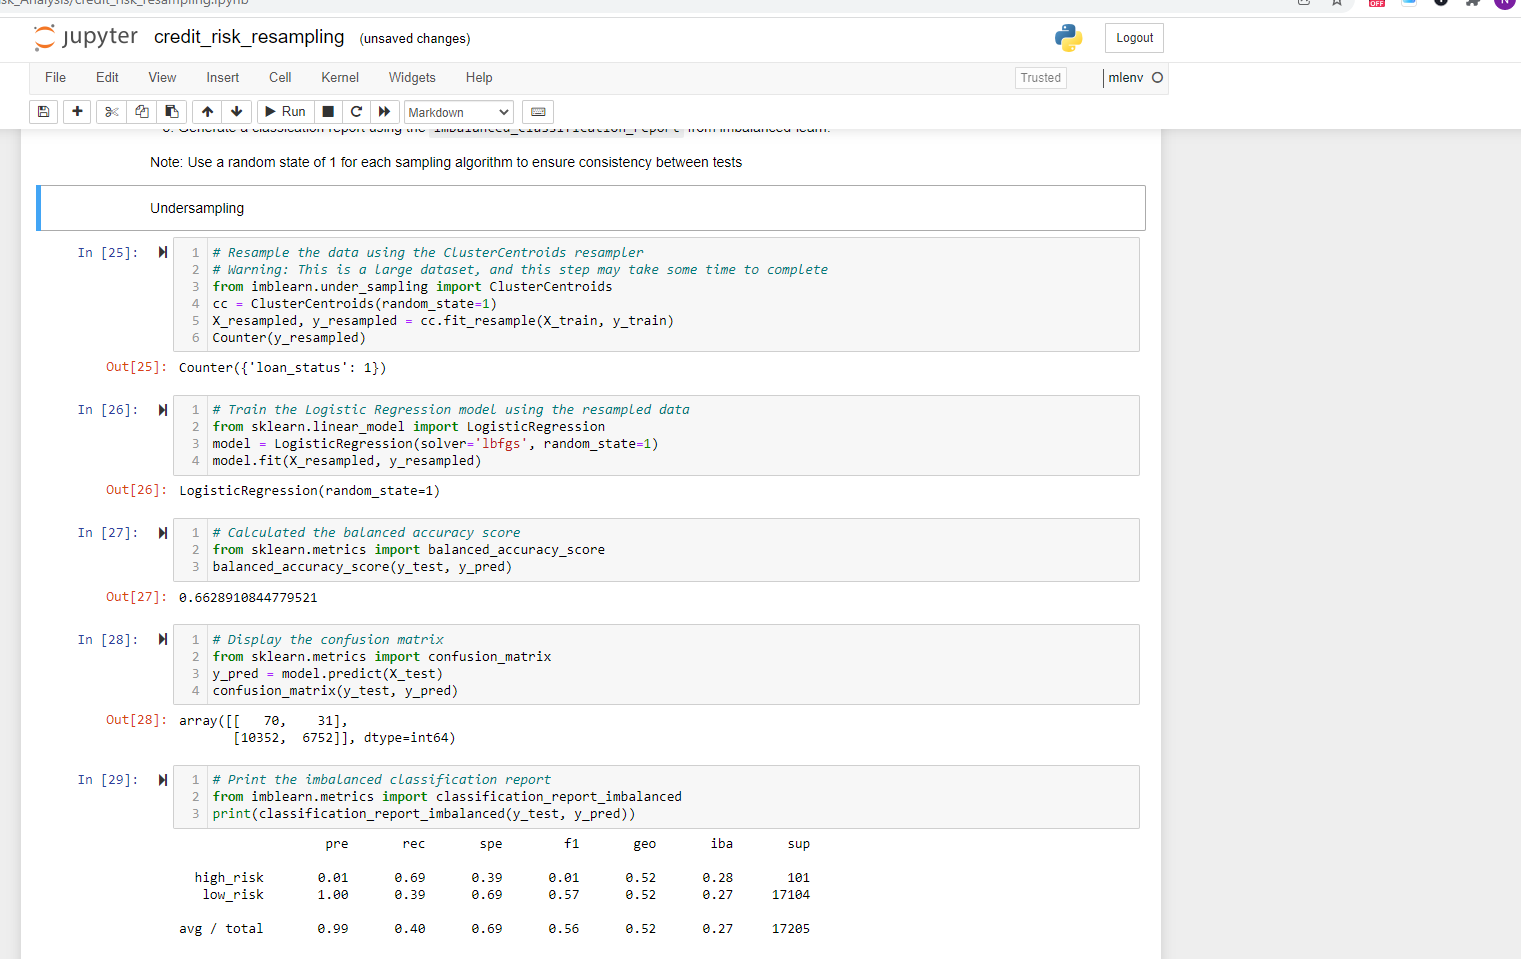 sk_Analysis/credit_risk_resampling.ipynb
OFF
N
jupyter credit_risk_resampling (unsaved changes)
Logout
File Edit View Insert Cell Kernel Widgets Help
Trusted mlenv
Run Markdown
Generate a classication report using the imbalanced_classification_report from imbalanced-learn.
Note: Use a random state of 1 for each sampling algorithm to ensure consistency between tests
Undersampling
In [25]:
1 # Resample the data using the ClusterCentroids resampler
2 # Warning: This is a large dataset, and this step may take some time to complete
3 from imblearn.under_sampling import ClusterCentroids
4 cc = ClusterCentroids(random_state=1)
5 X_resampled, y_resampled = cc.fit_resample(X_train, y_train)
6 Counter(y_resampled)
Out[25]: Counter({'loan_status': 1})
In [26]:
1 # Train the Logistic Regression model using the resampled data
2 from sklearn.linear_model import LogisticRegression
3 model = LogisticRegression(solver='lbfgs', random_state=1)
4 model.fit(X_resampled, y_resampled)
Out[26]: LogisticRegression(random_state=1)
In [27]:
1 # Calculated the balanced accuracy score
2 from sklearn.metrics import balanced_accuracy_score
3 balanced_accuracy_score(y_test, y_pred)
Out[27]: 0.6628910844779521
In [28]:
1 # Display the confusion matrix
2 from sklearn.metrics import confusion_matrix
3 y_pred = model.predict(X_test)
4 confusion_matrix(y_test, y_pred)
Out[28]: array([[ 70, 31],
[10352, 6752]], dtype=int64)
In [29]:
1 # Print the imbalanced classification report
2 from imblearn.metrics import classification_report_imbalanced
3 print(classification_report_imbalanced(y_test, y_pred))
pre rec spe f1 geo iba sup
high_risk 0.01 0.69 0.39 0.01 0.52 0.28 101
low_risk 1.00 0.39 0.69 0.57 0.52 0.27 17104
avg / total 0.99 0.40 0.69 0.56 0.52 0.27 17205